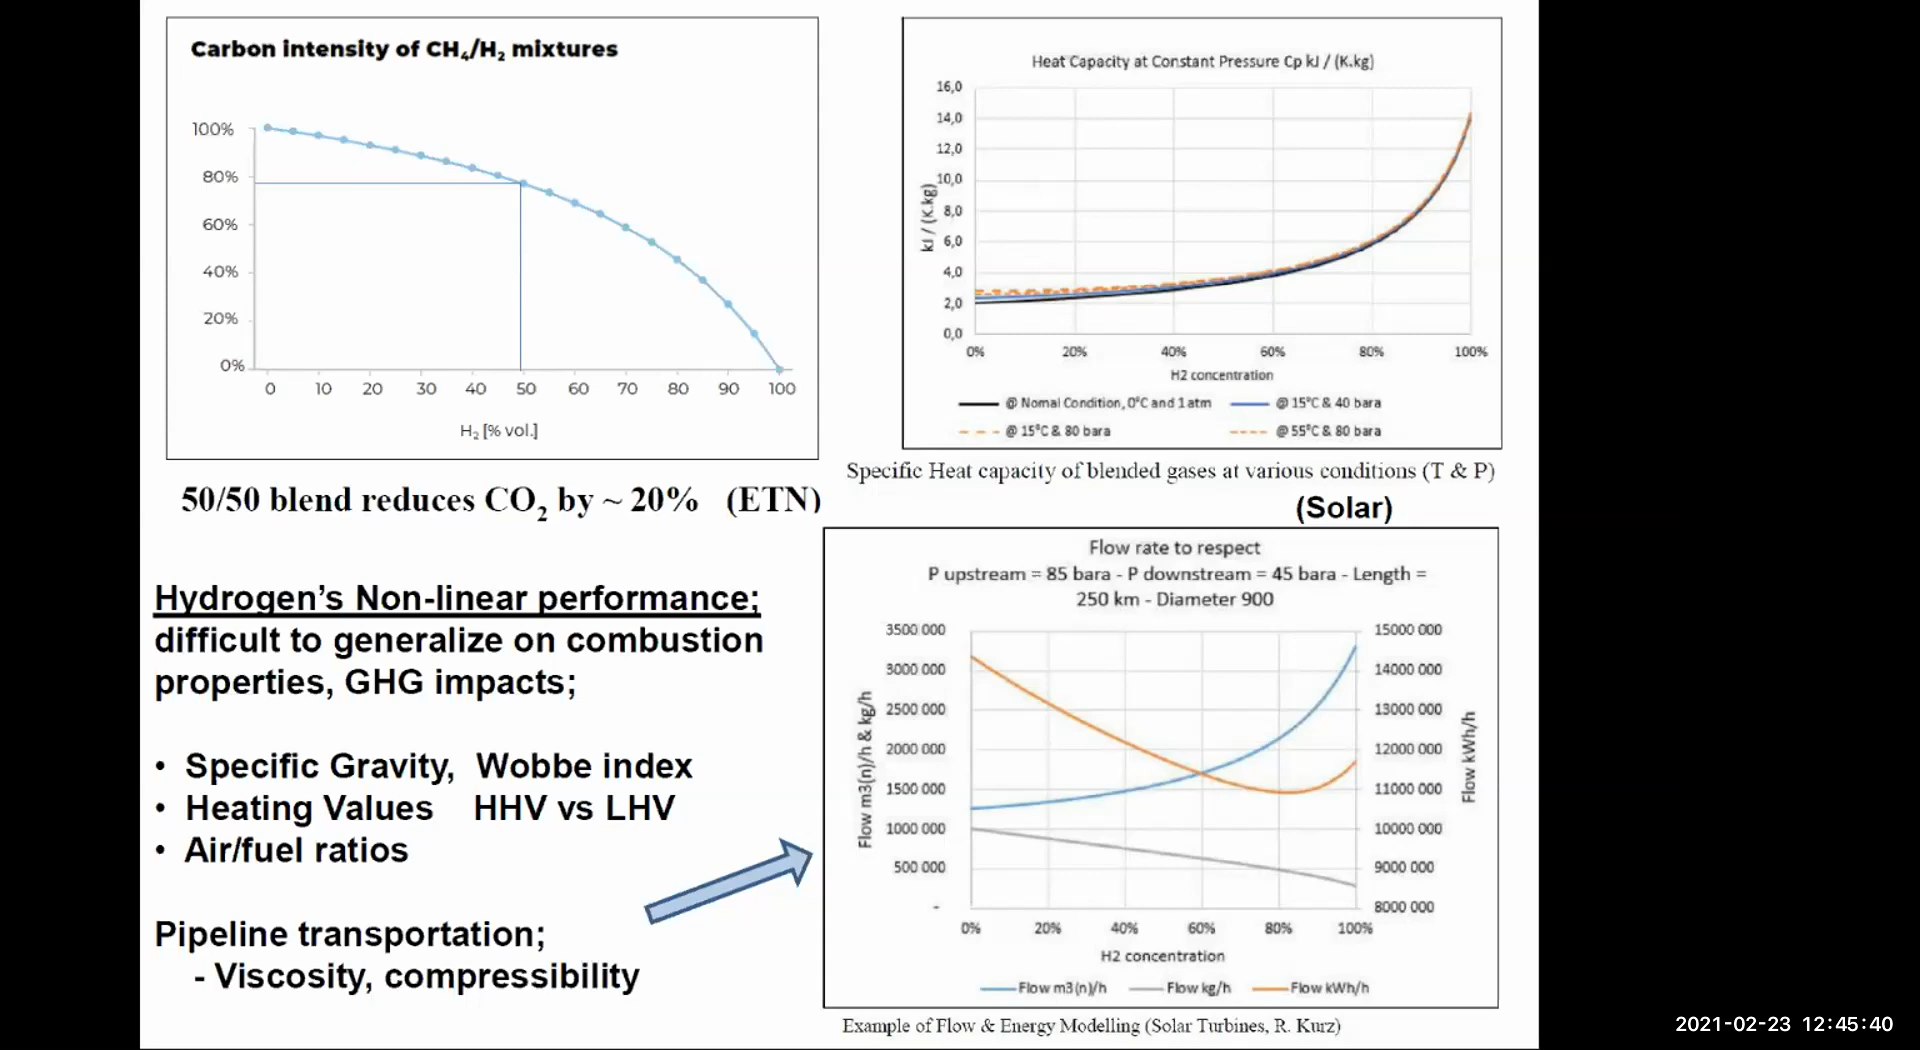 Carbon intensity of CH₄/H₂ mixtures
100%
80%
60%
40%
20%
0%
0 10 20 30 40 50 60 70 80 90 100
H₂ [% vol.]
50/50 blend reduces CO₂ by ~ 20% (ETN)
Hydrogen’s Non-linear performance;
difficult to generalize on combustion
properties, GHG impacts;
• Specific Gravity, Wobbe index
• Heating Values HHV vs LHV
• Air/fuel ratios
Pipeline transportation;
- Viscosity, compressibility
Heat Capacity at Constant Pressure Cp kJ / (K.kg)
kJ / (K.kg)
16,0
14,0
12,0
10,0
8,0
6,0
4,0
2,0
0,0
0% 20% 40% 60% 80% 100%
H2 concentration
@ Nomal Condition, 0°C and 1 atm @ 15°C & 40 bara
@ 15°C & 80 bara @ 55°C & 80 bara
Specific Heat capacity of blended gases at various conditions (T & P)
(Solar)
Flow rate to respect
P upstream = 85 bara - P downstream = 45 bara - Length =
250 km - Diameter 900
Flow m3(n)/h & kg/h
3500 000
3000 000
2500 000
2000 000
1500 000
1000 000
500 000
-
15000 000
14000 000
13000 000
12000 000
11000 000
10000 000
9000 000
8000 000
Flow kWh/h
0% 20% 40% 60% 80% 100%
H2 concentration
Flow m3(n)/h Flow kg/h Flow kWh/h
Example of Flow & Energy Modelling (Solar Turbines, R. Kurz)
2021-02-23 12:45:40